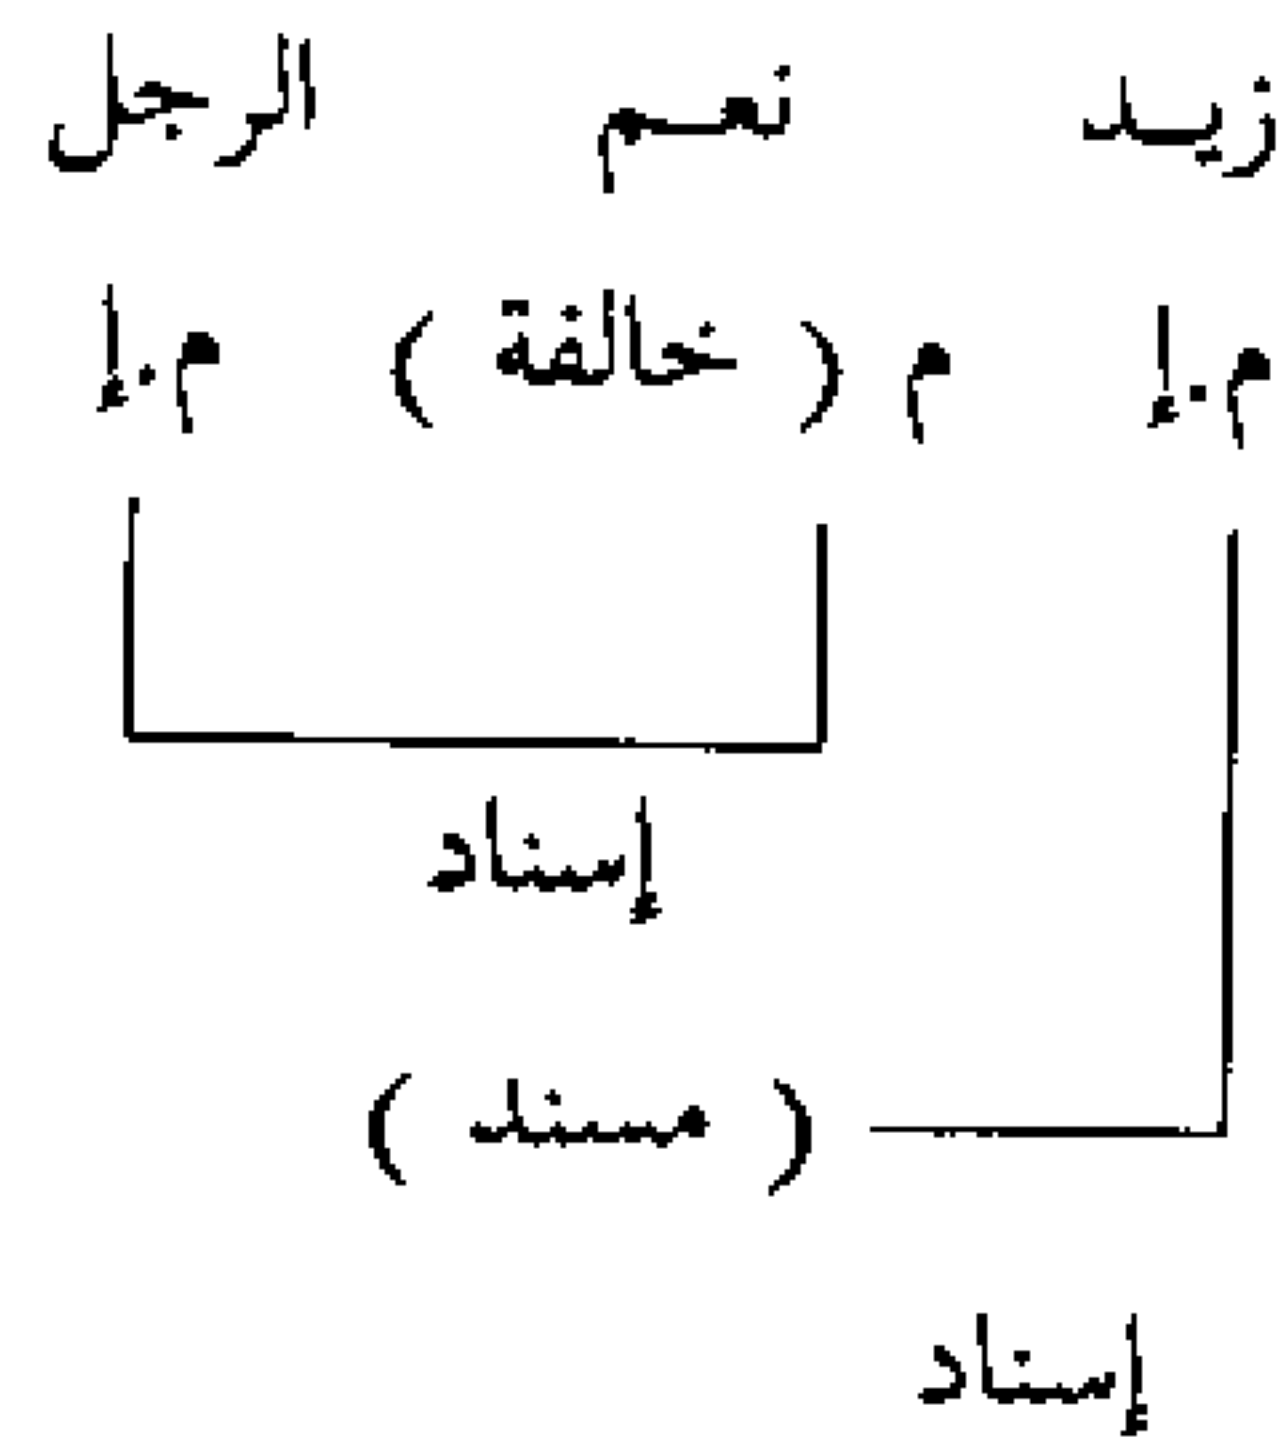 زيد نعم الرجل
م.إ م ( خالفة ) م.إ
إسناد
( مسند )
إسناد